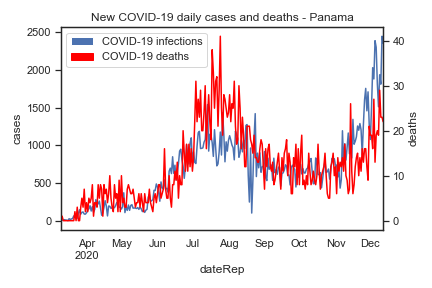 New COVID-19 daily cases and deaths - Panama
COVID-19 infections
COVID-19 deaths
2500
2000
1500
1000
500
0
cases
40
30
20
10
0
deaths
Apr May Jun Jul Aug Sep Oct Nov Dec
2020
dateRep